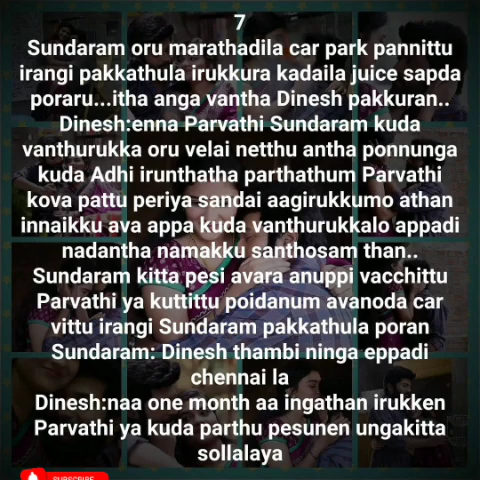 7
Sundaram oru marathadila car park pannittu
irangi pakkathula irukkura kadaila juice sapda
poraru...itha anga vantha Dinesh pakkuran..
Dinesh:enna Parvathi Sundaram kuda
vanthurukka oru velai netthu antha ponnunga
kuda Adhi irunthatha parthathum Parvathi
kova pattu periya sandai aagirukkumo athan
innaikku ava appa kuda vanthurukkalo appadi
nadantha namakku santhosam than..
Sundaram kitta pesi avara anuppi vacchittu
Parvathi ya kuttittu poidanum avanoda car
vittu irangi Sundaram pakkathula poran
Sundaram: Dinesh thambi ninga eppadi
chennai la
Dinesh:naa one month aa ingathan irukken
Parvathi ya kuda parthu pesunen ungakitta
sollalaya
SUBSCRIBE